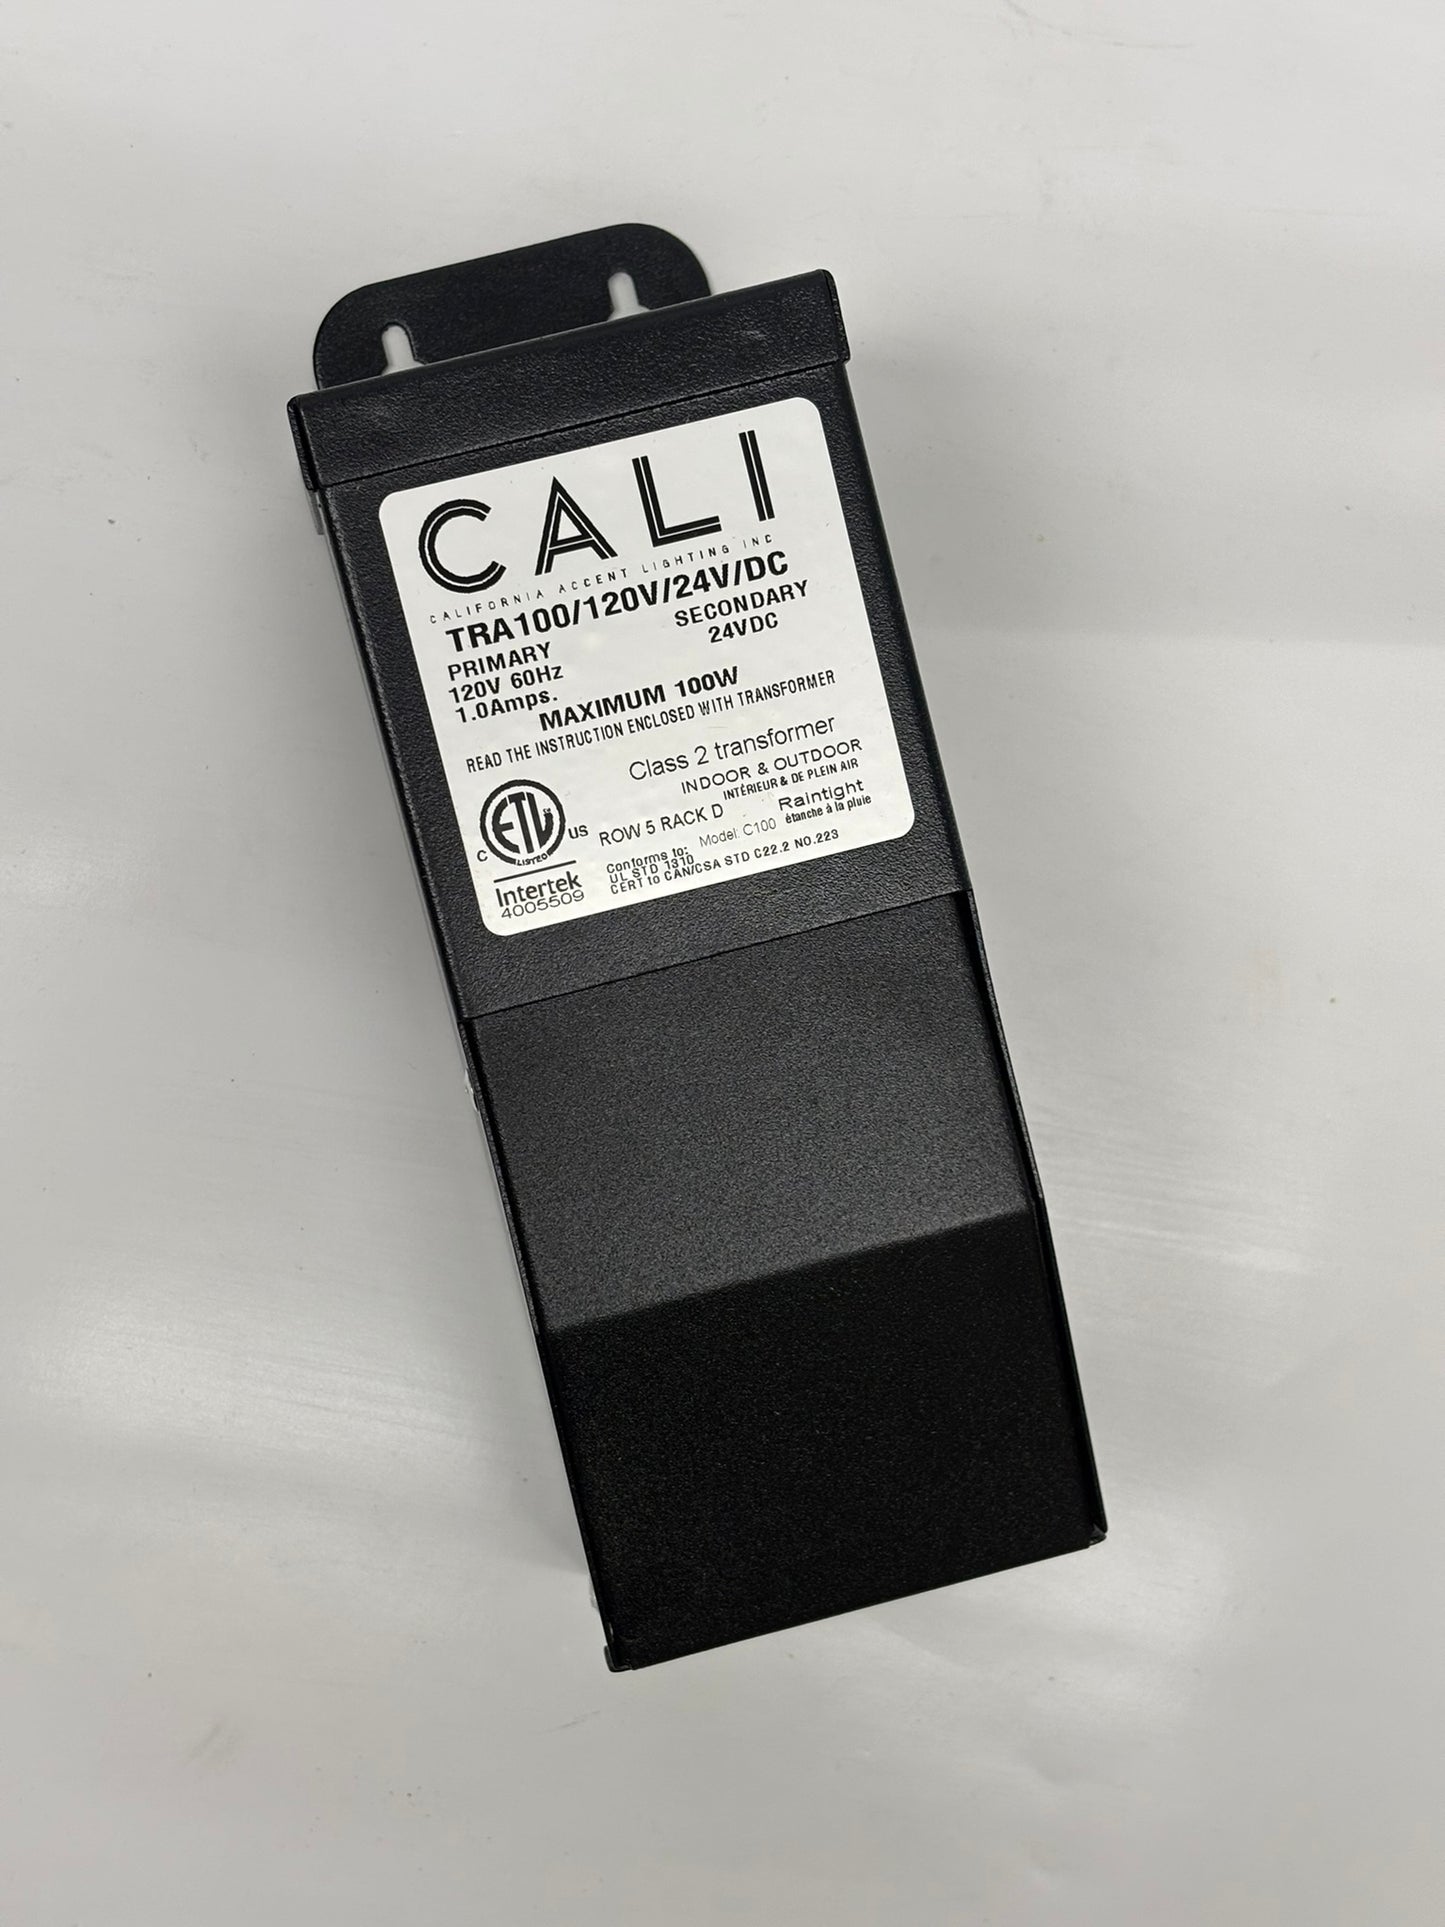 CALI
CALIFORNIA ACCENT LIGHTING INC
TRA100/120V/24V/DC
PRIMARY
120V 60Hz
1.0Amps.
SECONDARY
24VDC
MAXIMUM 100W
READ THE INSTRUCTION ENCLOSED WITH TRANSFORMER
Class 2 transformer
INDOOR & OUTDOOR
INTÉRIEUR & DE PLEIN AIR
ROW 5 RACK D
Model: C100
Raintight
étanche à la pluie
ETL
C US
LISTED
Intertek
4005509
Conforms to:
UL STD 1310
CERT to CAN/CSA STD C22.2 NO.223